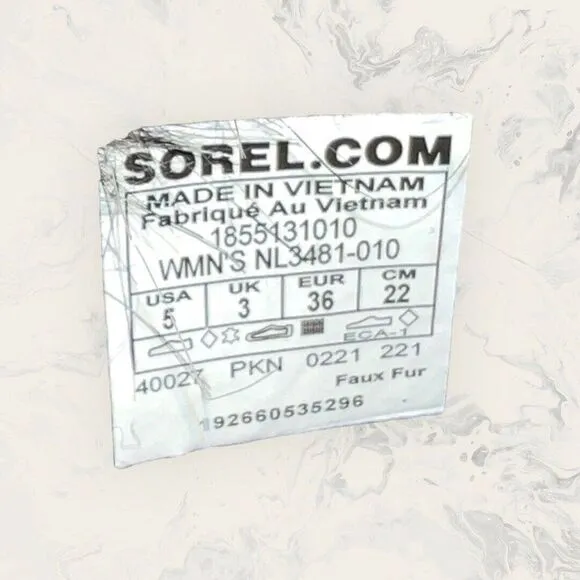 SOREL.COM
MADE IN VIETNAM
Fabriqué Au Vietnam
1855131010
WMN'S NL3481-010
USA UK EUR CM
5 3 36 22
ECA-1
40027 PKN 0221 221
Faux Fur
192660535296